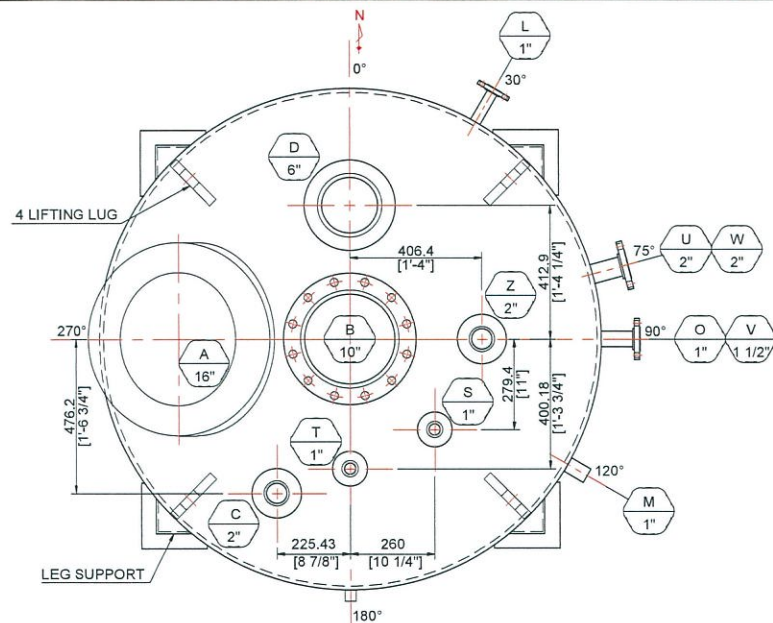 N
0°
L
1"
30°
D
6"
4 LIFTING LUG
406.4
[1'-4"]
412.9
[1'-4 1/4"]
75°
U
2"
W
2"
Z
2"
270°
B
10"
90°
O
1"
V
1 1/2"
A
16"
S
1"
279.4
[11"]
400.18
[1'-3 3/4"]
476.2
[1'-6 3/4"]
T
1"
120°
M
1"
C
2"
225.43
[8 7/8"]
260
[10 1/4"]
LEG SUPPORT
180°